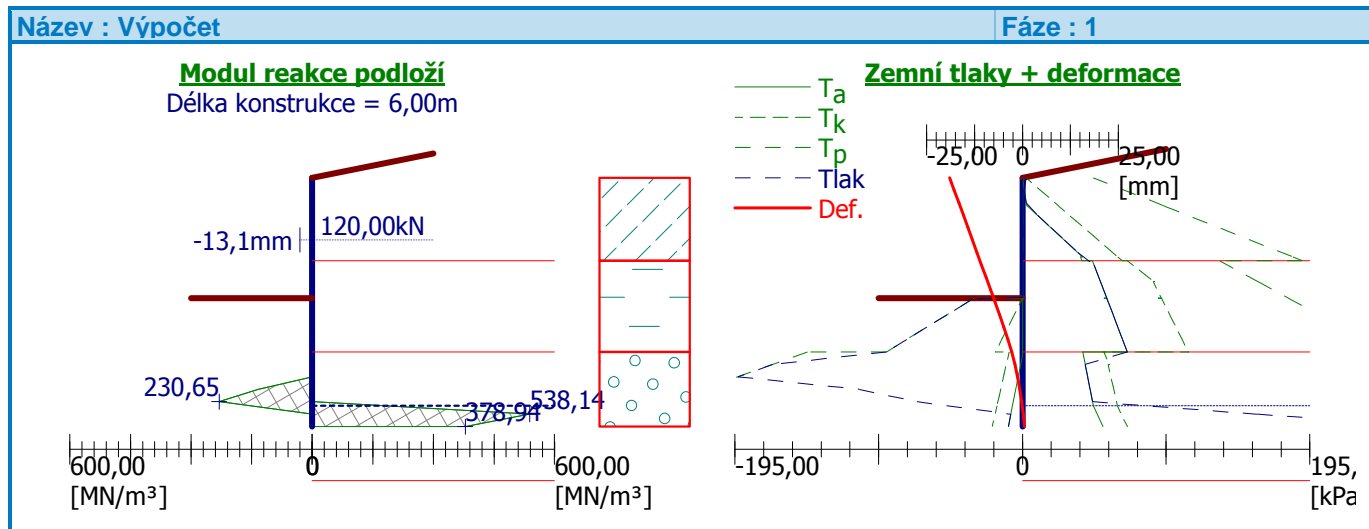 Název : Výpočet
Fáze : 1
Modul reakce podloží
Délka konstrukce = 6,00m
-13,1mm
120,00kN
230,65
378,94
538,14
600,00
0
600,00
[MN/m³]
[MN/m³]
Zemní tlaky + deformace
Ta
Tk
Tp
Tlak
Def.
-25,00
0
25,00
[mm]
-195,00
0
195,
[kPa